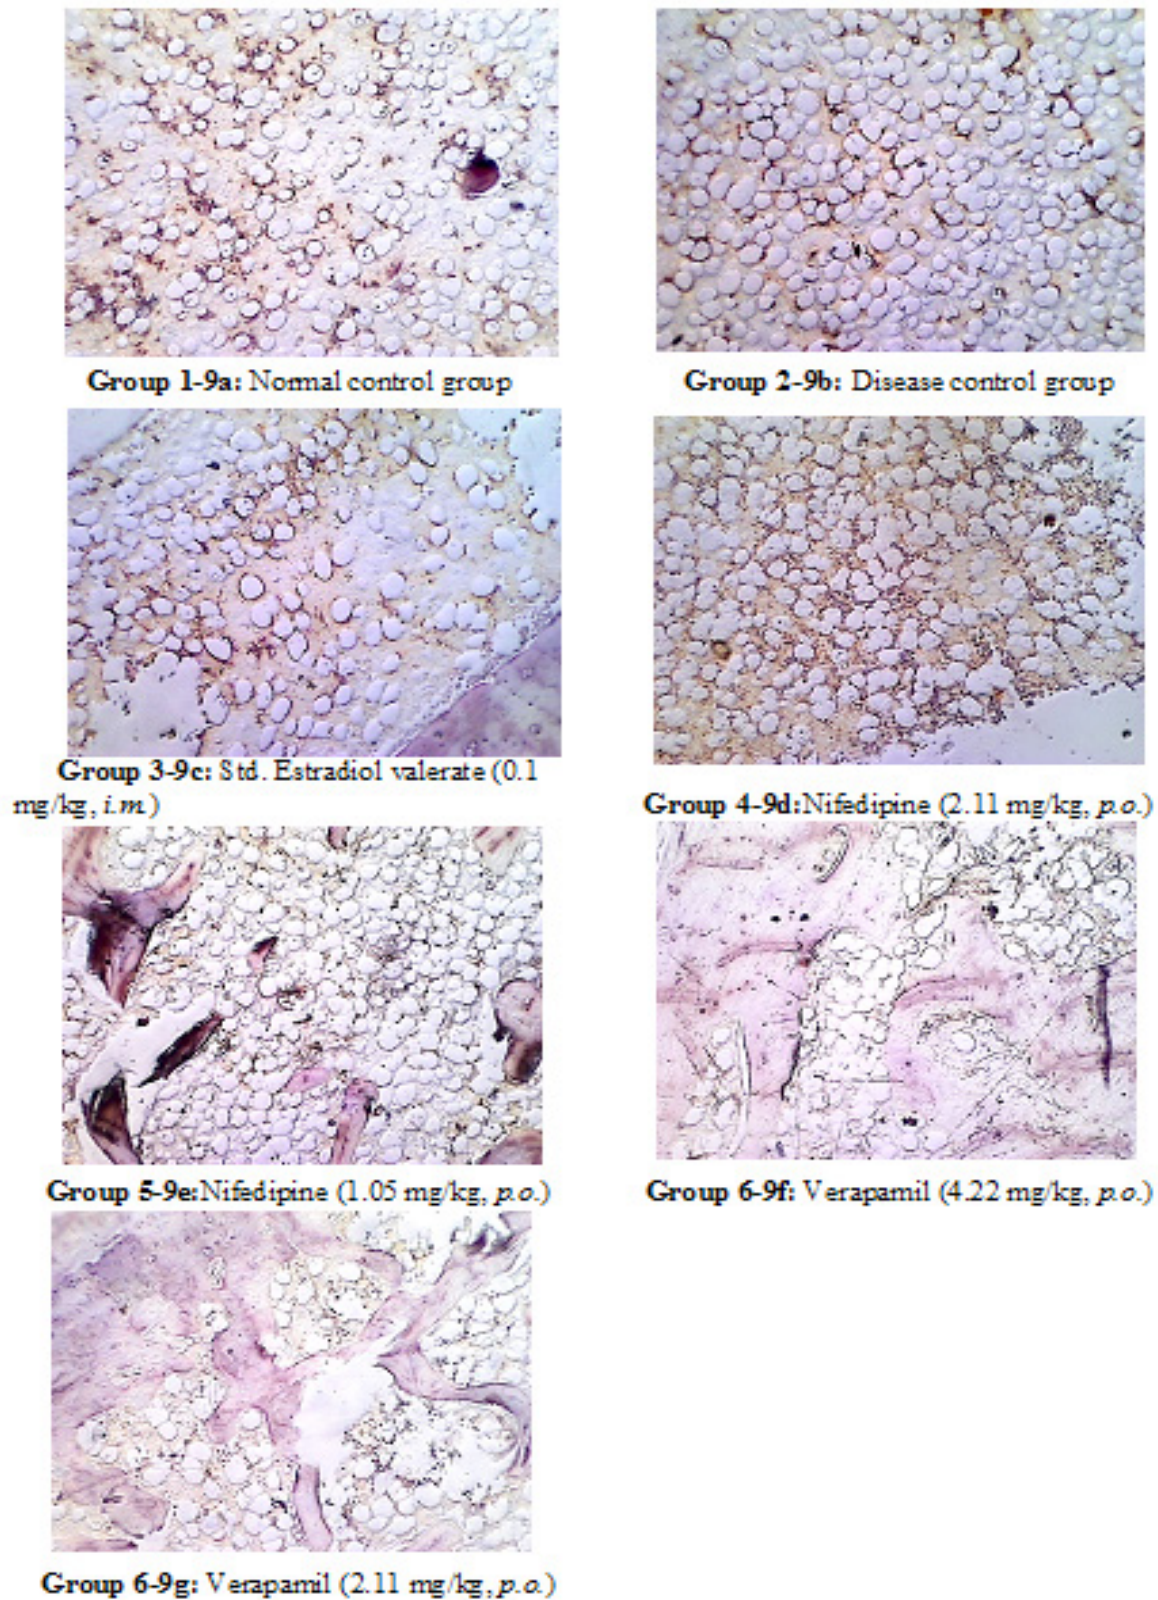 Group 1-9a: Normal control group
Group 2-9b: Disease control group
Group 3-9c: Std. Estradiol valerate (0.1
mg/kg, i.m.)
Group 4-9d:Nifedipine (2.11 mg/kg, p.o.)
Group 5-9e:Nifedipine (1.05 mg/kg, p.o.)
Group 6-9f: Verapamil (4.22 mg/kg, p.o.)
Group 6-9g: Verapamil (2.11 mg/kg, p.o.)